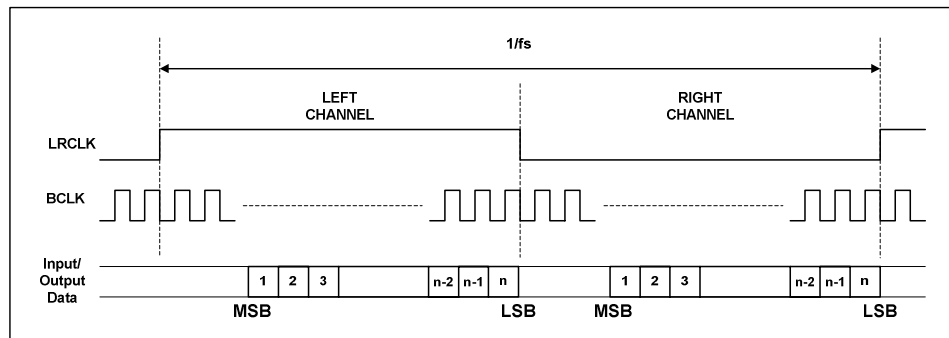 1/fs
LEFT
CHANNEL
RIGHT
CHANNEL
LRCLK
BCLK
Input/
Output
Data
1 2 3 n-2 n-1 n 1 2 3 n-2 n-1 n
MSB LSB MSB LSB